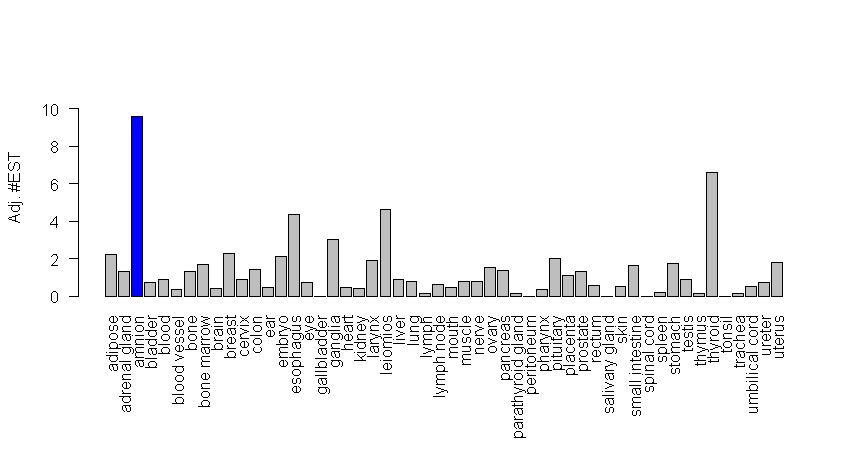 10
8
6
4
2
0
Adj. #EST
adipose
adrenal gland
amnion
bladder
blood
blood vessel
bone
bone marrow
brain
breast
cervix
colon
ear
embryo
esophagus
eye
gallbladder
ganglia
heart
kidney
larynx
leiomios
liver
lung
lymph
lymph node
mouth
muscle
nerve
ovary
pancreas
parathyroid gland
peritoneum
pharynx
pituitary
placenta
prostate
rectum
salivary gland
skin
small intestine
spinal cord
spleen
stomach
testis
thymus
thyroid
tonsil
trachea
umbilical cord
ureter
uterus